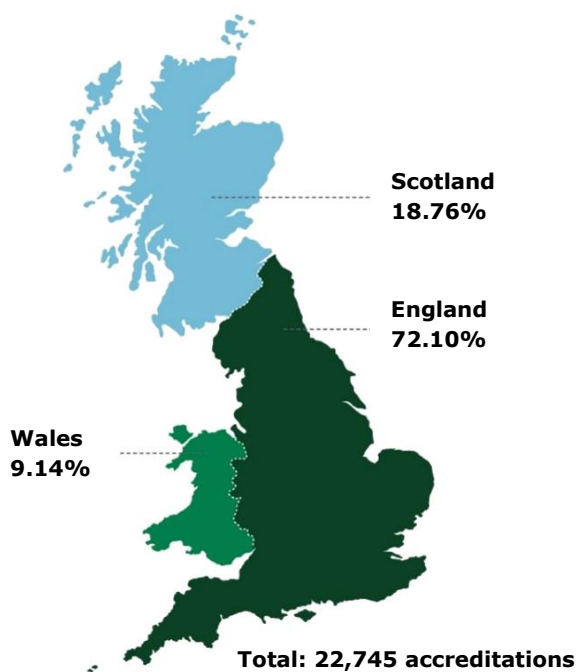 Scotland
18.76%
England
72.10%
Wales
9.14%
Total: 22,745 accreditations